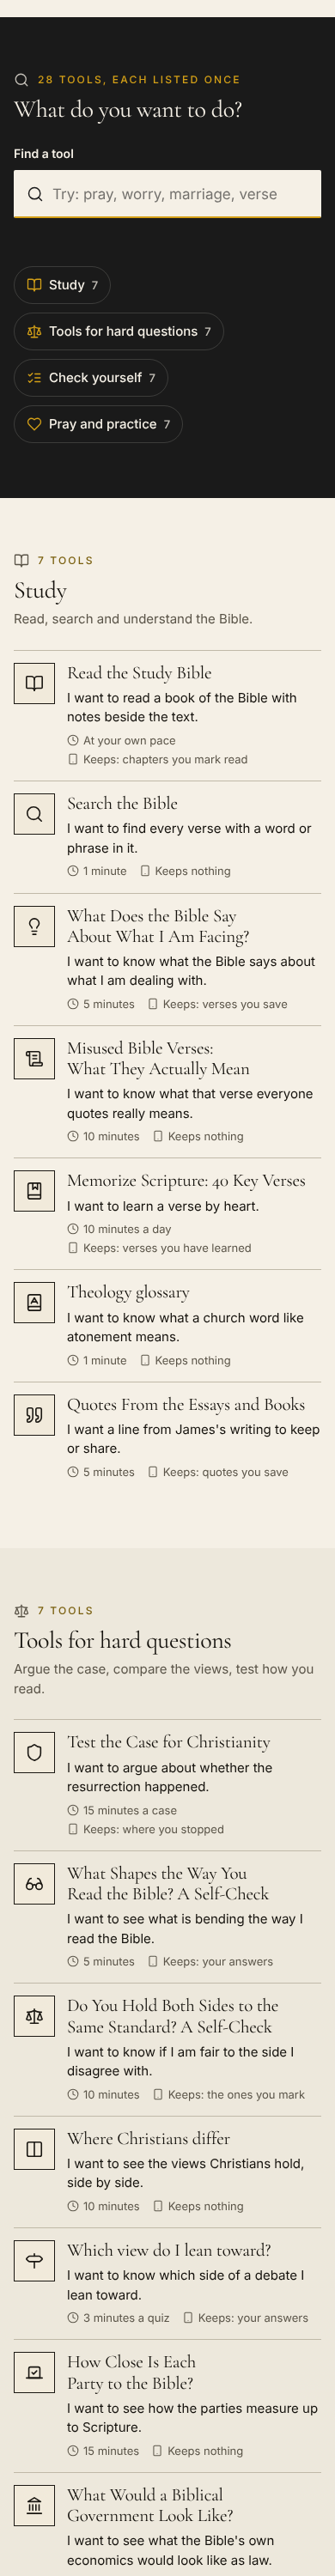 28 TOOLS, EACH LISTED ONCE
What do you want to do?
Find a tool
Try: pray, worry, marriage, verse
Study 7
Tools for hard questions 7
Check yourself 7
Pray and practice 7
7 TOOLS
Study
Read, search and understand the Bible.
Read the Study Bible
I want to read a book of the Bible with
notes beside the text.
At your own pace
Keeps: chapters you mark read
Search the Bible
I want to find every verse with a word or
phrase in it.
1 minute Keeps nothing
What Does the Bible Say
About What I Am Facing?
I want to know what the Bible says about
what I am dealing with.
5 minutes Keeps: verses you save
Misused Bible Verses:
What They Actually Mean
I want to know what that verse everyone
quotes really means.
10 minutes Keeps nothing
Memorize Scripture: 40 Key Verses
I want to learn a verse by heart.
10 minutes a day
Keeps: verses you have learned
Theology glossary
I want to know what a church word like
atonement means.
1 minute Keeps nothing
Quotes From the Essays and Books
I want a line from James's writing to keep
or share.
5 minutes Keeps: quotes you save
7 TOOLS
Tools for hard questions
Argue the case, compare the views, test how you
read.
Test the Case for Christianity
I want to argue about whether the
resurrection happened.
15 minutes a case
Keeps: where you stopped
What Shapes the Way You
Read the Bible? A Self-Check
I want to see what is bending the way I
read the Bible.
5 minutes Keeps: your answers
Do You Hold Both Sides to the
Same Standard? A Self-Check
I want to know if I am fair to the side I
disagree with.
10 minutes Keeps: the ones you mark
Where Christians differ
I want to see the views Christians hold,
side by side.
10 minutes Keeps nothing
Which view do I lean toward?
I want to know which side of a debate I
lean toward.
3 minutes a quiz Keeps: your answers
How Close Is Each
Party to the Bible?
I want to see how the parties measure up
to Scripture.
15 minutes Keeps nothing
What Would a Biblical
Government Look Like?
I want to see what the Bible's own
economics would look like as law.